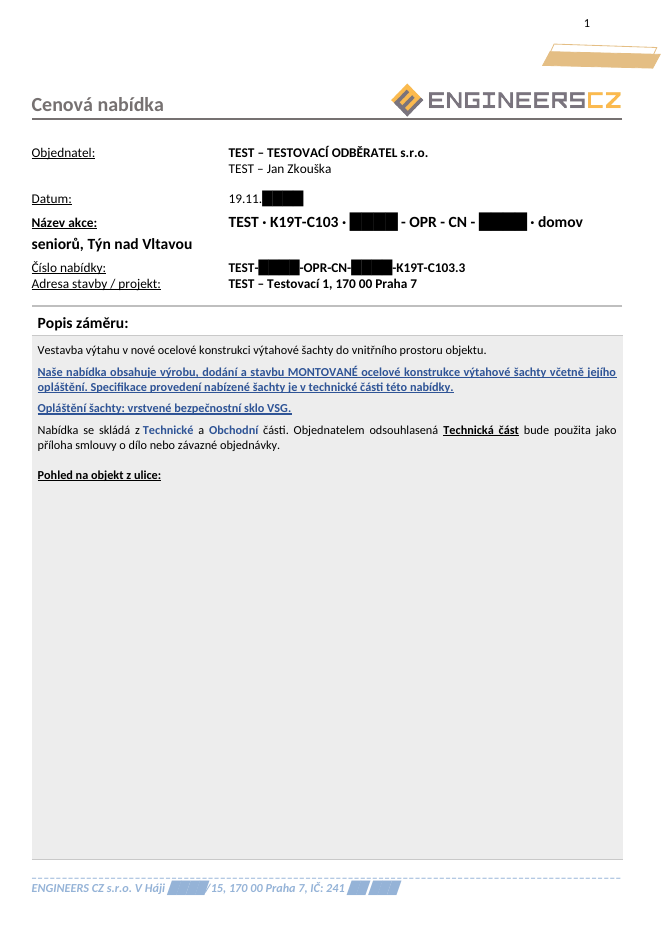 1
Cenová nabídka
ENGINEERSCZ
Objednatel: TEST – TESTOVACÍ ODBĚRATEL s.r.o.
TEST – Jan Zkouška
Datum: 19.11.
Název akce: TEST · K19T-C103 · - OPR - CN - · domov
seniorů, Týn nad Vltavou
Číslo nabídky: TEST- -OPR-CN- -K19T-C103.3
Adresa stavby / projekt: TEST – Testovací 1, 170 00 Praha 7
Popis záměru:
Vestavba výtahu v nové ocelové konstrukci výtahové šachty do vnitřního prostoru objektu.
Naše nabídka obsahuje výrobu, dodání a stavbu MONTOVANÉ ocelové konstrukce výtahové šachty včetně jejího
opláštění. Specifikace provedení nabízené šachty je v technické části této nabídky.
Opláštění šachty: vrstvené bezpečnostní sklo VSG.
Nabídka se skládá z Technické a Obchodní části. Objednatelem odsouhlasená Technická část bude použita jako
příloha smlouvy o dílo nebo závazné objednávky.
Pohled na objekt z ulice:
ENGINEERS CZ s.r.o. V Háji /15, 170 00 Praha 7, IČ: 241